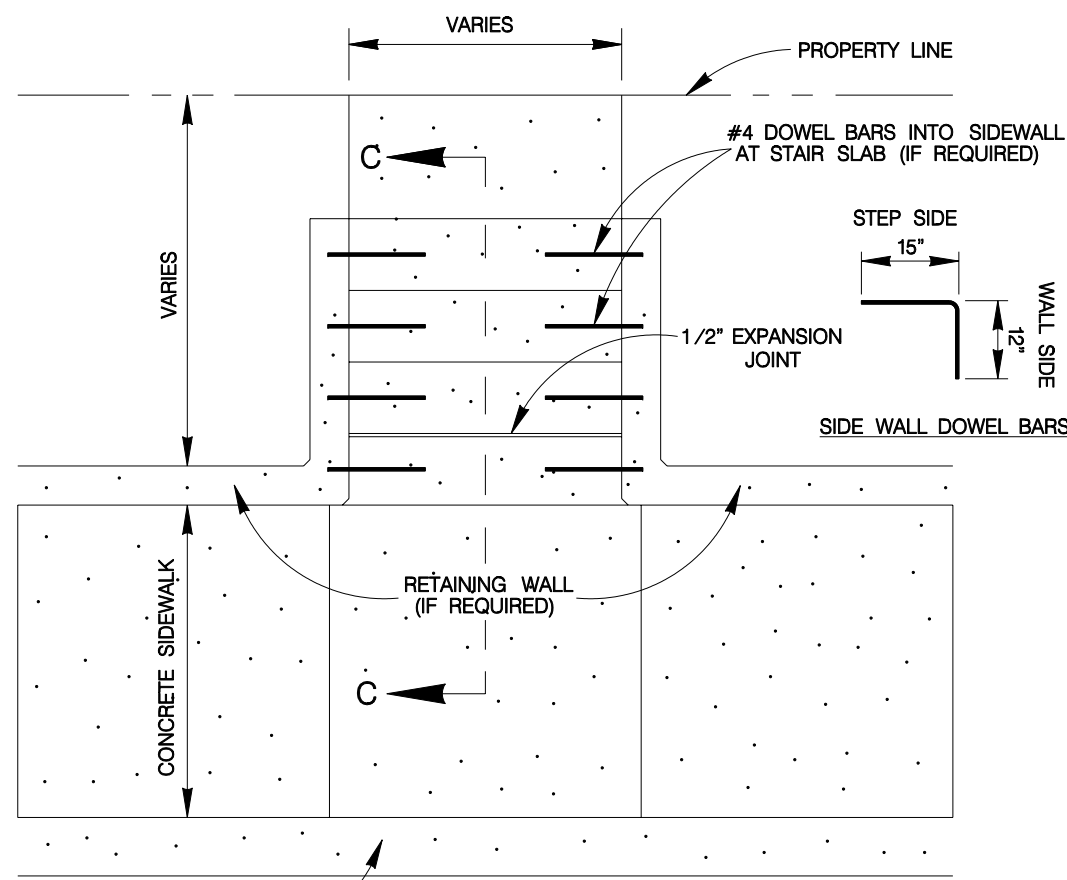 VARIES
PROPERTY LINE
#4 DOWEL BARS INTO SIDEWALL
AT STAIR SLAB (IF REQUIRED)
C
STEP SIDE
15"
WALL SIDE
12"
VARIES
1/2" EXPANSION
JOINT
SIDE WALL DOWEL BARS
RETAINING WALL
(IF REQUIRED)
CONCRETE SIDEWALK
C